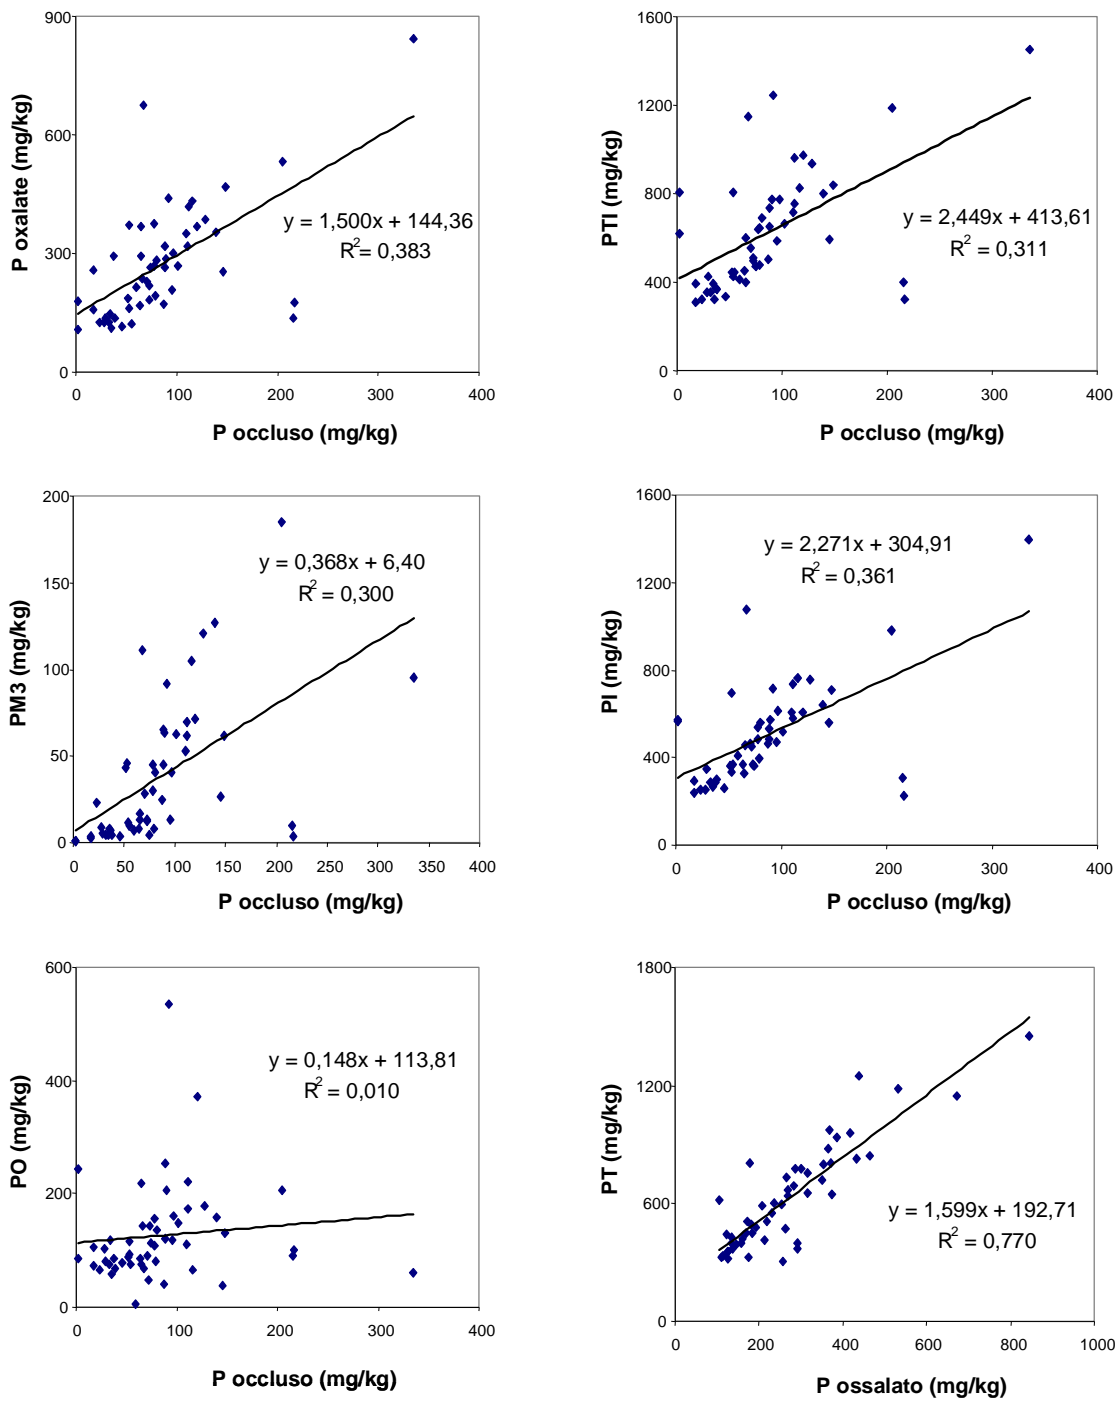 900
600
300
0
0 100 200 300 400
P oxalate (mg/kg)
P occluso (mg/kg)
y = 1,500x + 144,36
R2= 0,383
1600
1200
800
400
0
0 100 200 300 400
PTI (mg/kg)
P occluso (mg/kg)
y = 2,449x + 413,61
R2 = 0,311
200
150
100
50
0
0 50 100 150 200 250 300 350 400
PM3 (mg/kg)
P occluso (mg/kg)
y = 0,368x + 6,40
R2 = 0,300
1600
1200
800
400
0
0 100 200 300 400
PI (mg/kg)
P occluso (mg/kg)
y = 2,271x + 304,91
R2 = 0,361
600
400
200
0
0 100 200 300 400
PO (mg/kg)
P occluso (mg/kg)
y = 0,148x + 113,81
R2 = 0,010
1800
1200
600
0
0 200 400 600 800 1000
PT (mg/kg)
P ossalato (mg/kg)
y = 1,599x + 192,71
R2 = 0,770